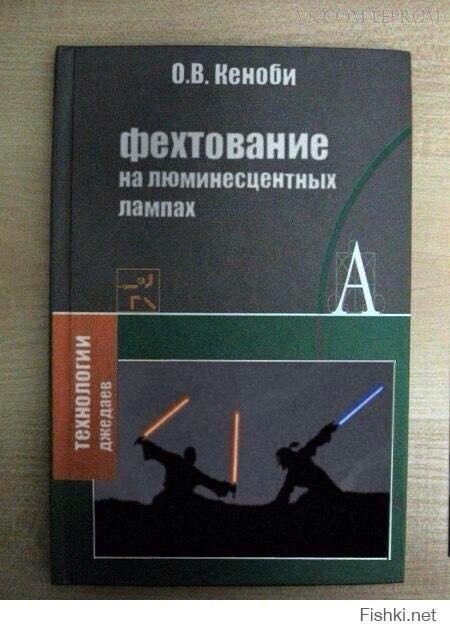 VK.COM/LEPRUM
О.В. Кеноби
фехтование
на люминесцентных
лампах
А
технологии
джедаев
Fishki.net